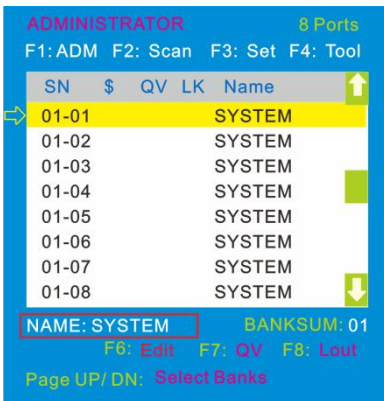 ADMINISTRATOR 8 Ports
F1: ADM F2: Scan F3: Set F4: Tool
SN $ QV LK Name
01-01 SYSTEM
01-02 SYSTEM
01-03 SYSTEM
01-04 SYSTEM
01-05 SYSTEM
01-06 SYSTEM
01-07 SYSTEM
01-08 SYSTEM
NAME: SYSTEM BANKSUM: 01
F6: Edit F7: QV F8: Lout
Page UP/ DN: Select Banks